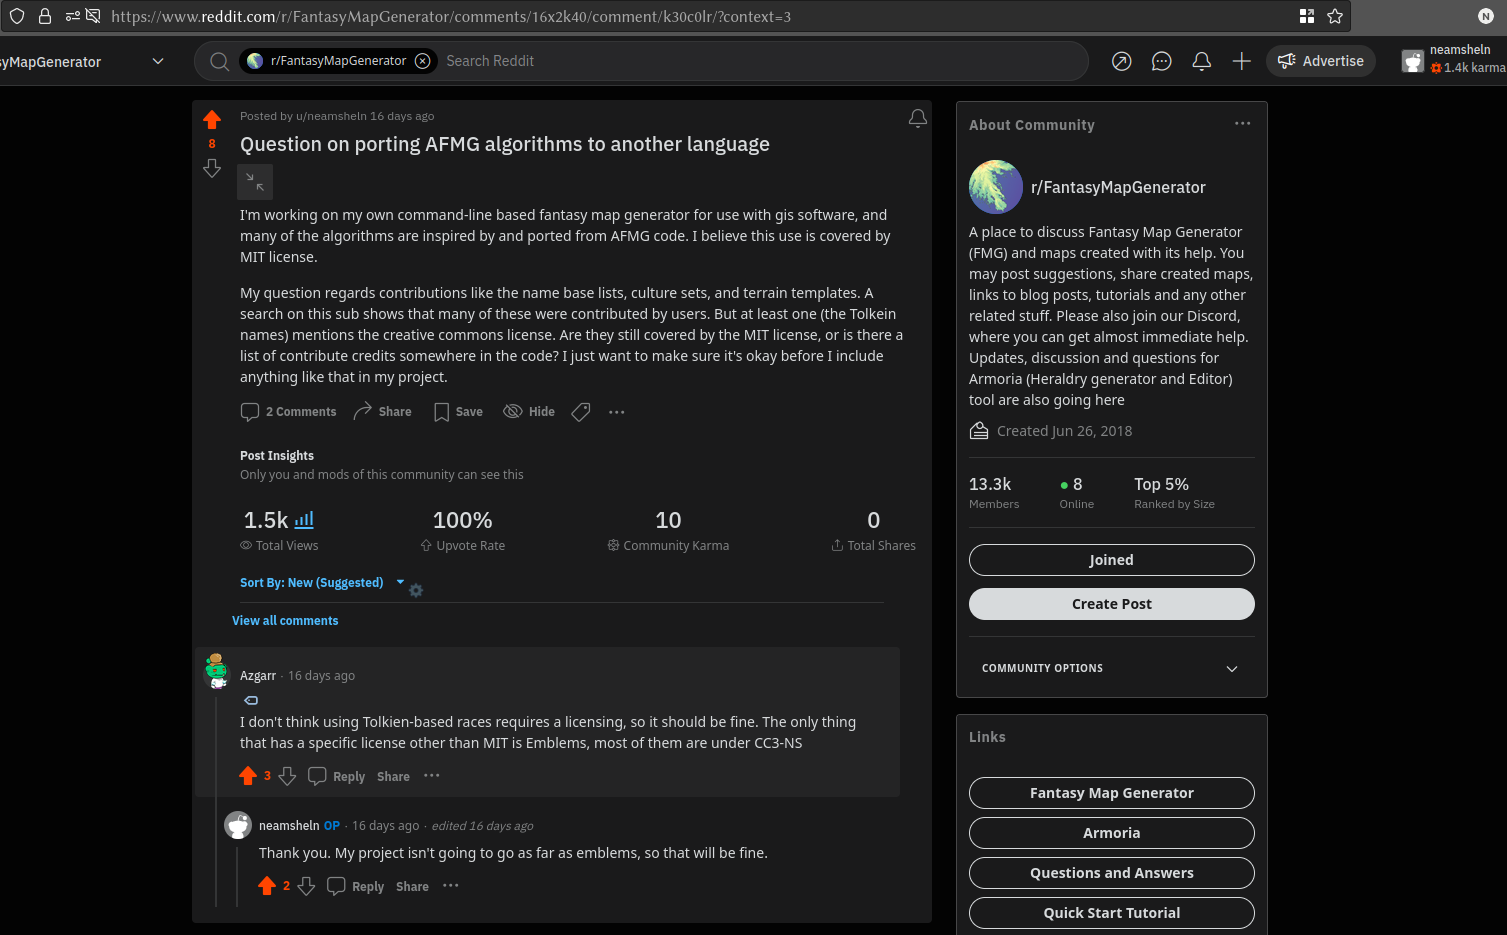 https://www.reddit.com/r/FantasyMapGenerator/comments/16x2k40/comment/k30c0lr/?context=3
N
yMapGenerator
r/FantasyMapGenerator
Search Reddit
Advertise
neamsheln
1.4k karma
Posted by u/neamsheln 16 days ago
8
Question on porting AFMG algorithms to another language
I'm working on my own command-line based fantasy map generator for use with gis software, and
many of the algorithms are inspired by and ported from AFMG code. I believe this use is covered by
MIT license.
My question regards contributions like the name base lists, culture sets, and terrain templates. A
search on this sub shows that many of these were contributed by users. But at least one (the Tolkein
names) mentions the creative commons license. Are they still covered by the MIT license, or is there a
list of contribute credits somewhere in the code? I just want to make sure it's okay before I include
anything like that in my project.
2 Comments Share Save Hide
Post Insights
Only you and mods of this community can see this
1.5k 100% 10 0
Total Views Upvote Rate Community Karma Total Shares
Sort By: New (Suggested)
View all comments
Azgarr · 16 days ago
I don't think using Tolkien-based races requires a licensing, so it should be fine. The only thing
that has a specific license other than MIT is Emblems, most of them are under CC3-NS
3 Reply Share
neamsheln OP · 16 days ago · edited 16 days ago
Thank you. My project isn't going to go as far as emblems, so that will be fine.
2 Reply Share
About Community
r/FantasyMapGenerator
A place to discuss Fantasy Map Generator
(FMG) and maps created with its help. You
may post suggestions, share created maps,
links to blog posts, tutorials and any other
related stuff. Please also join our Discord,
where you can get almost immediate help.
Updates, discussion and questions for
Armoria (Heraldry generator and Editor)
tool are also going here
Created Jun 26, 2018
13.3k 8 Top 5%
Members Online Ranked by Size
Joined
Create Post
COMMUNITY OPTIONS
Links
Fantasy Map Generator
Armoria
Questions and Answers
Quick Start Tutorial